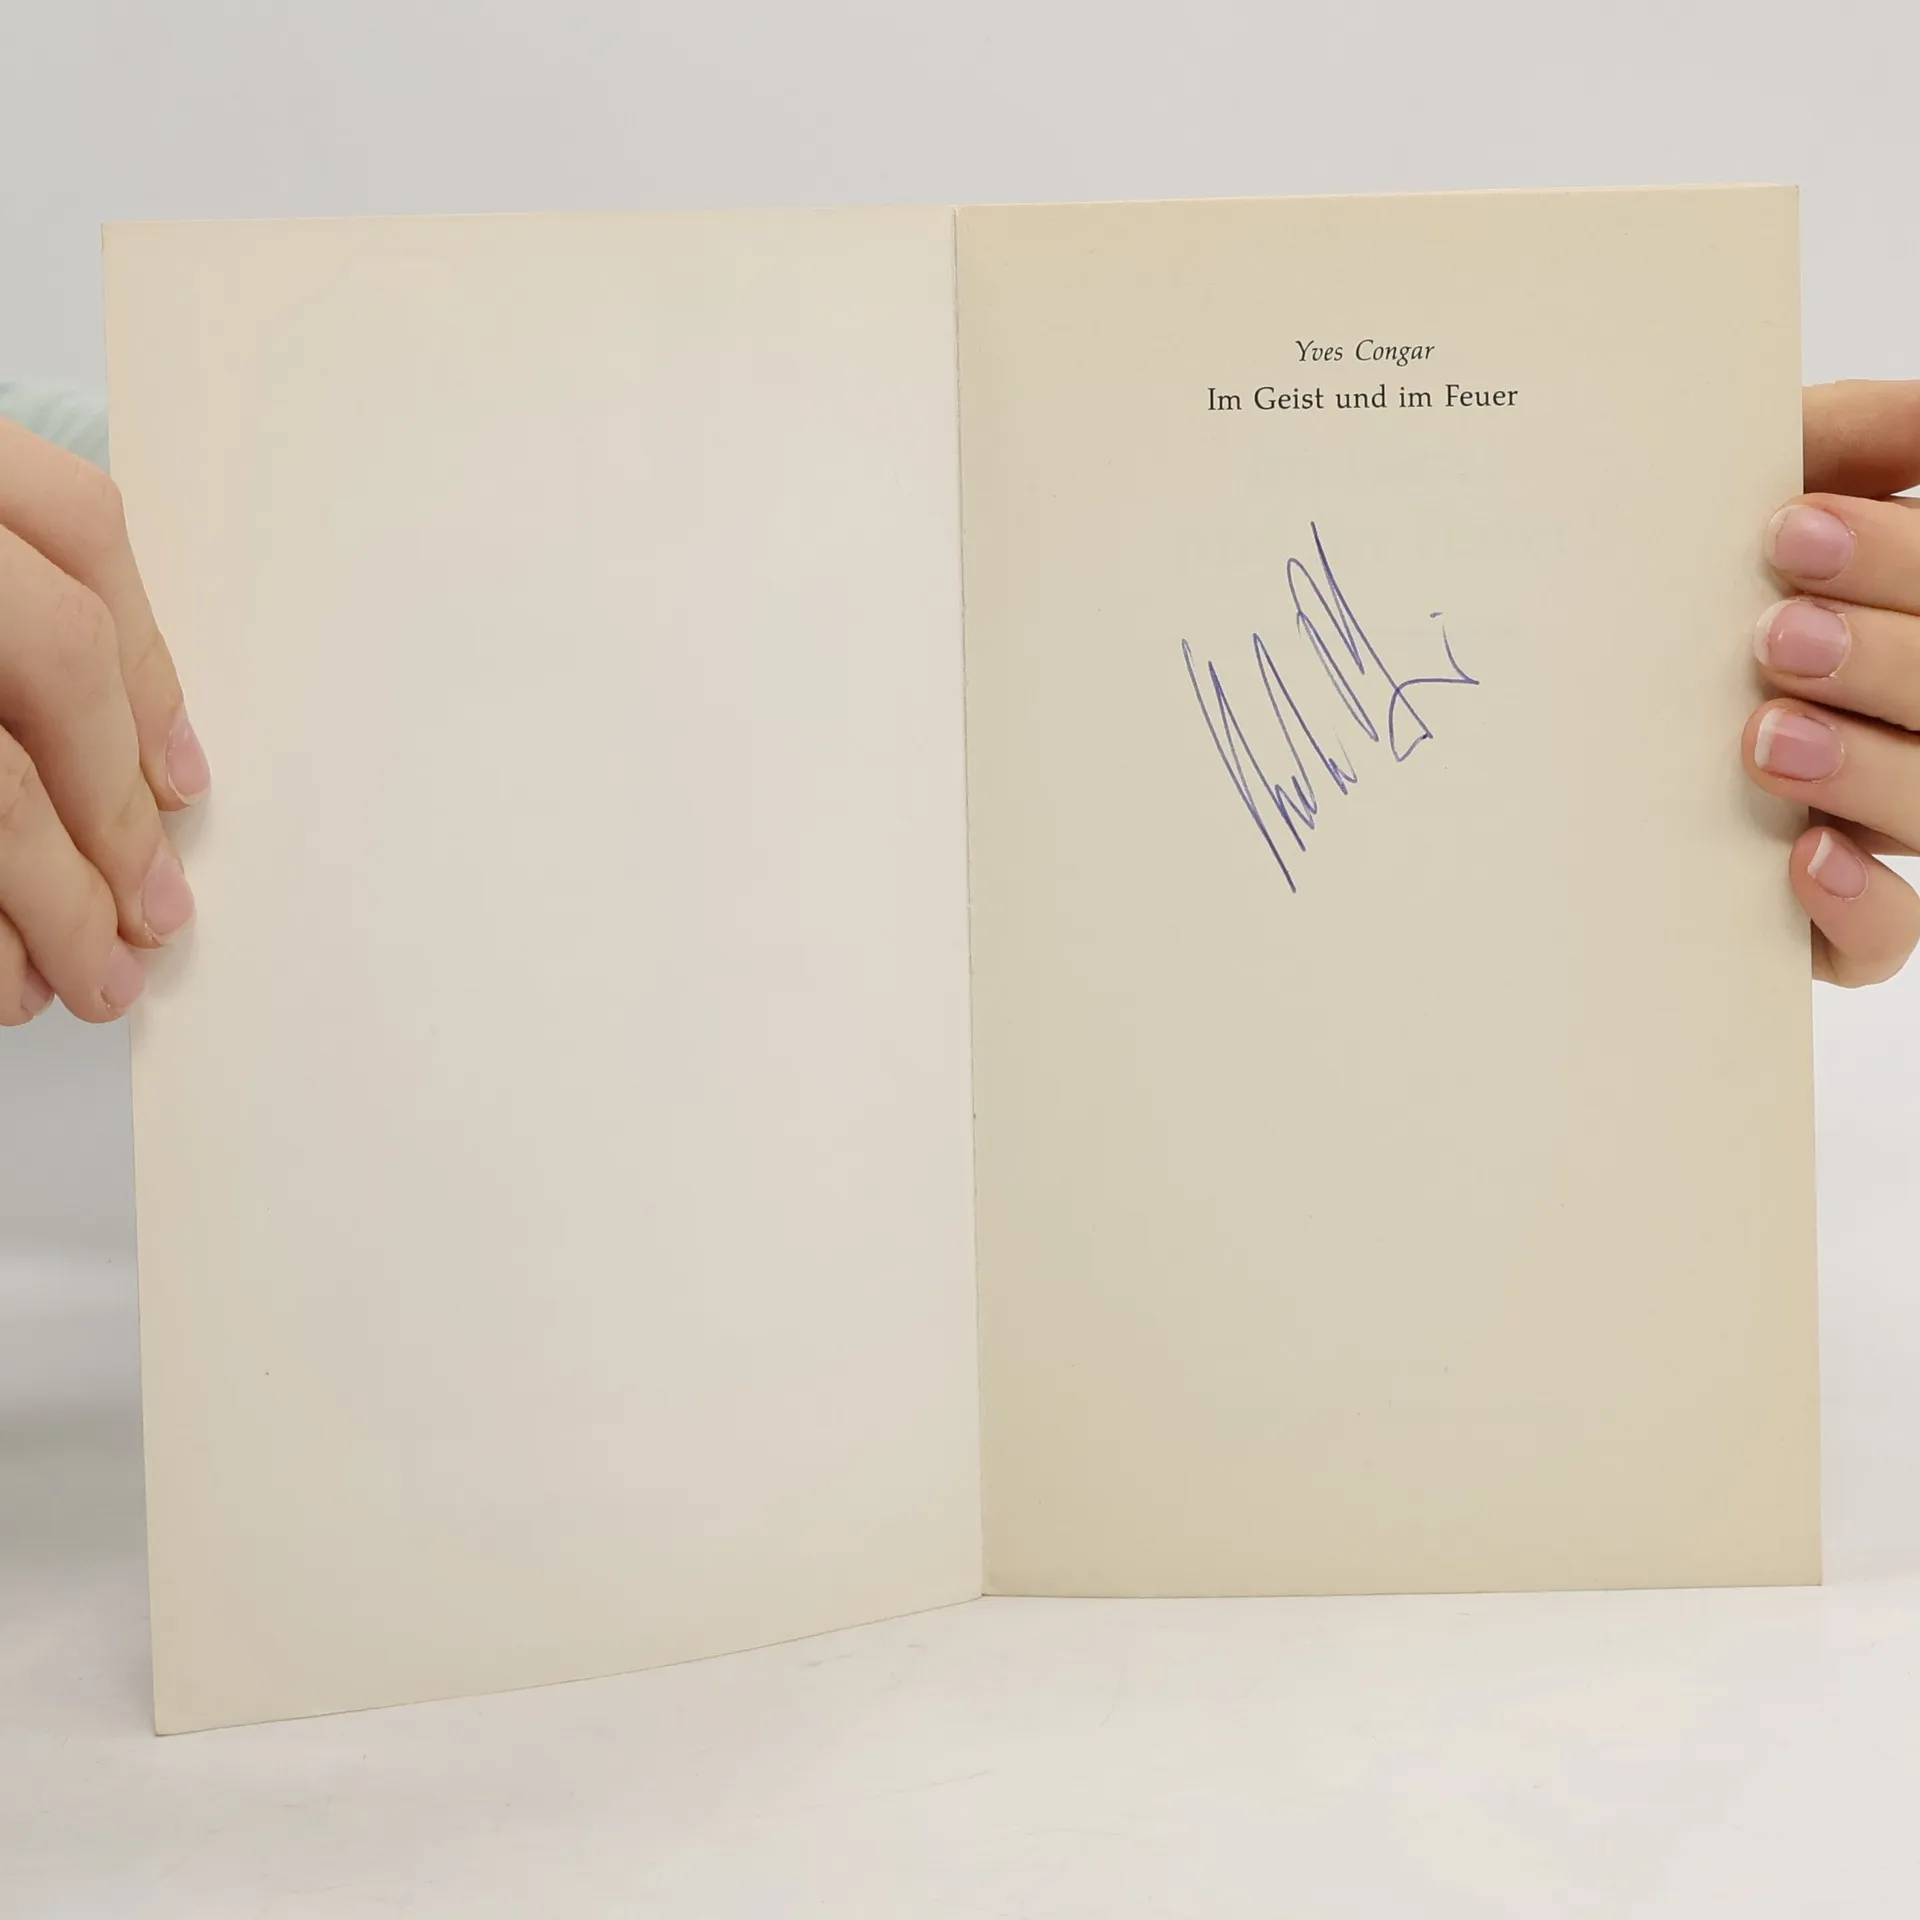 Yves Congar
Im Geist und im Feuer